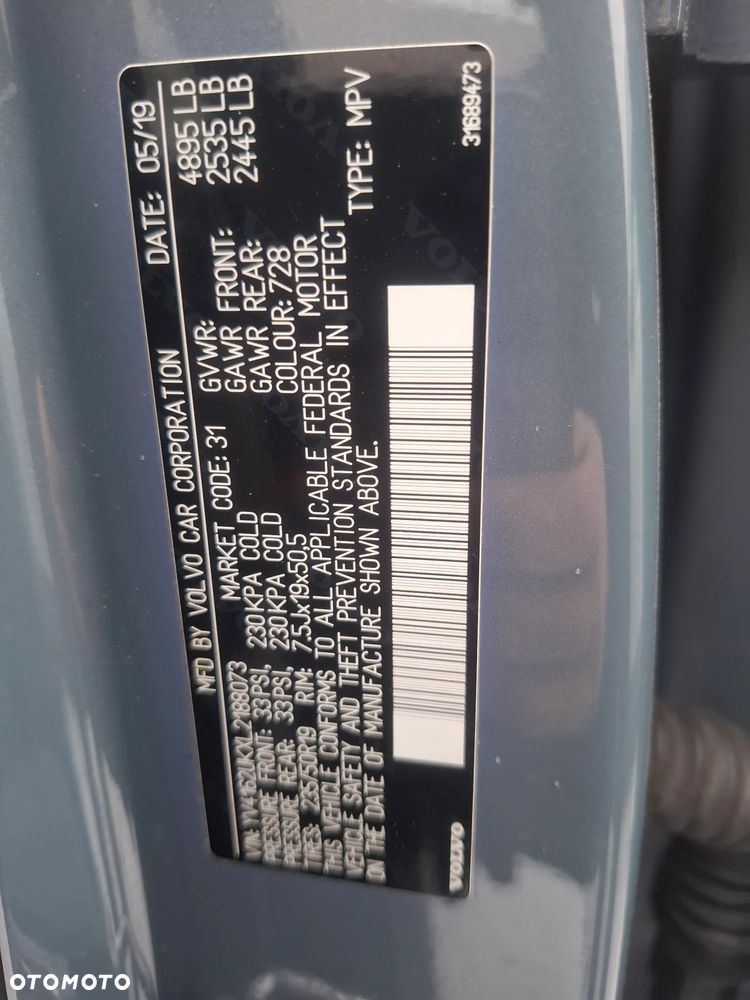 MFD BY VOLVO CAR CORPORATION DATE: 05/19
MARKET CODE: 31 GVWR: 4895 LB
GAWR FRONT: 2535 LB
GAWR REAR: 2445 LB
VIN:
PRESSURE FRONT: 33PSI, 230KPA COLD
PRESSURE REAR: 33PSI, 230KPA COLD COLOUR: 728
TIRES: 235/50R19 RIM: 7.5Jx19x50,5
THIS VEHICLE CONFORMS TO ALL APPLICABLE FEDERAL MOTOR
VEHICLE SAFETY AND THEFT PREVENTION STANDARDS IN EFFECT
ON THE DATE OF MANUFACTURE SHOWN ABOVE. TYPE: MPV
VOLVO
31689473
OTOMOTO